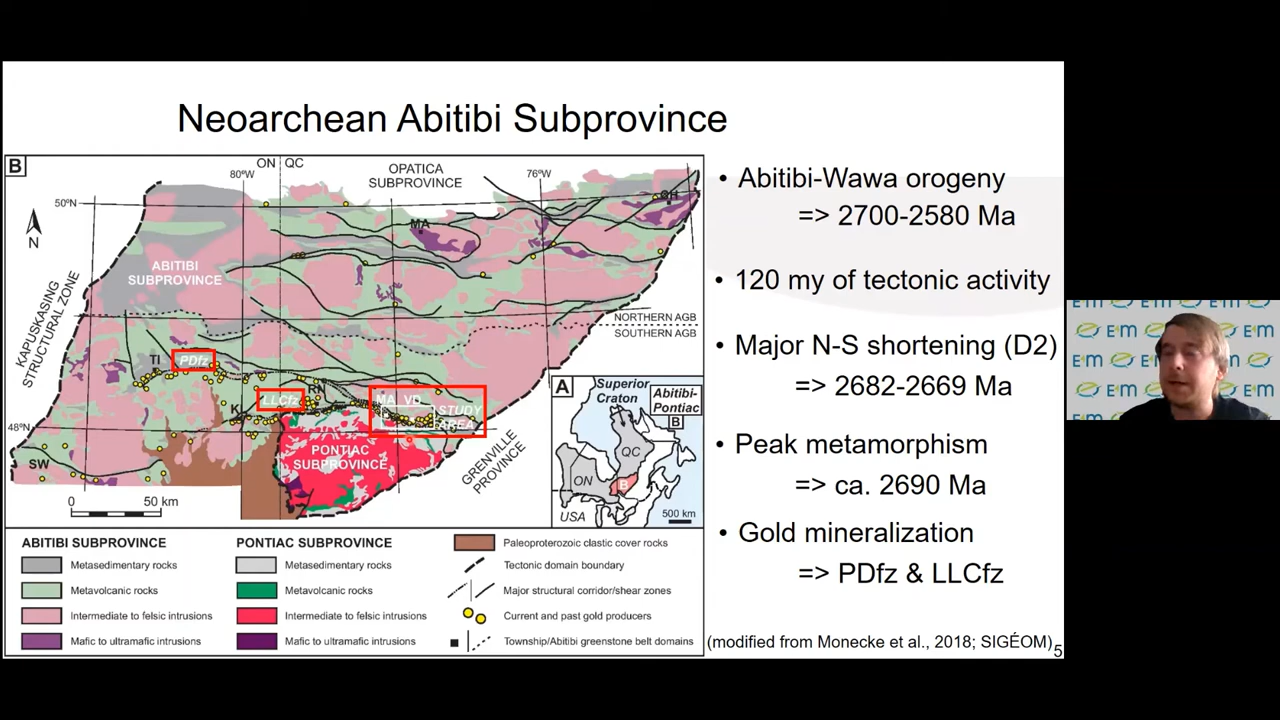 Neoarchean Abitibi Subprovince
B
ON QC
80°W
OPATICA
SUBPROVINCE
76°W
50°N
N
CH
MA
ABITIBI
SUBPROVINCE
KAPUSKASING
STRUCTURAL ZONE
NORTHERN AGB
SOUTHERN AGB
TI
PDfz
LLCfz
RN
K
MA VD
STUDY
AREA
48°N
SW
PONTIAC
SUBPROVINCE
GRENVILLE
PROVINCE
0 50 km
A
Superior
Craton
Abitibi-
Pontiac
B
QC
ON
B
USA
500 km
ABITIBI SUBPROVINCE
Metasedimentary rocks
Metavolcanic rocks
Intermediate to felsic intrusions
Mafic to ultramafic intrusions
PONTIAC SUBPROVINCE
Metasedimentary rocks
Metavolcanic rocks
Intermediate to felsic intrusions
Mafic to ultramafic intrusions
Paleoproterozoic clastic cover rocks
Tectonic domain boundary
Major structural corridor/shear zones
Current and past gold producers
Township/Abitibi greenstone belt domains
• Abitibi-Wawa orogeny
=> 2700-2580 Ma
• 120 my of tectonic activity
• Major N-S shortening (D2)
=> 2682-2669 Ma
• Peak metamorphism
=> ca. 2690 Ma
• Gold mineralization
=> PDfz & LLCfz
(modified from Monecke et al., 2018; SIGÉOM)
5